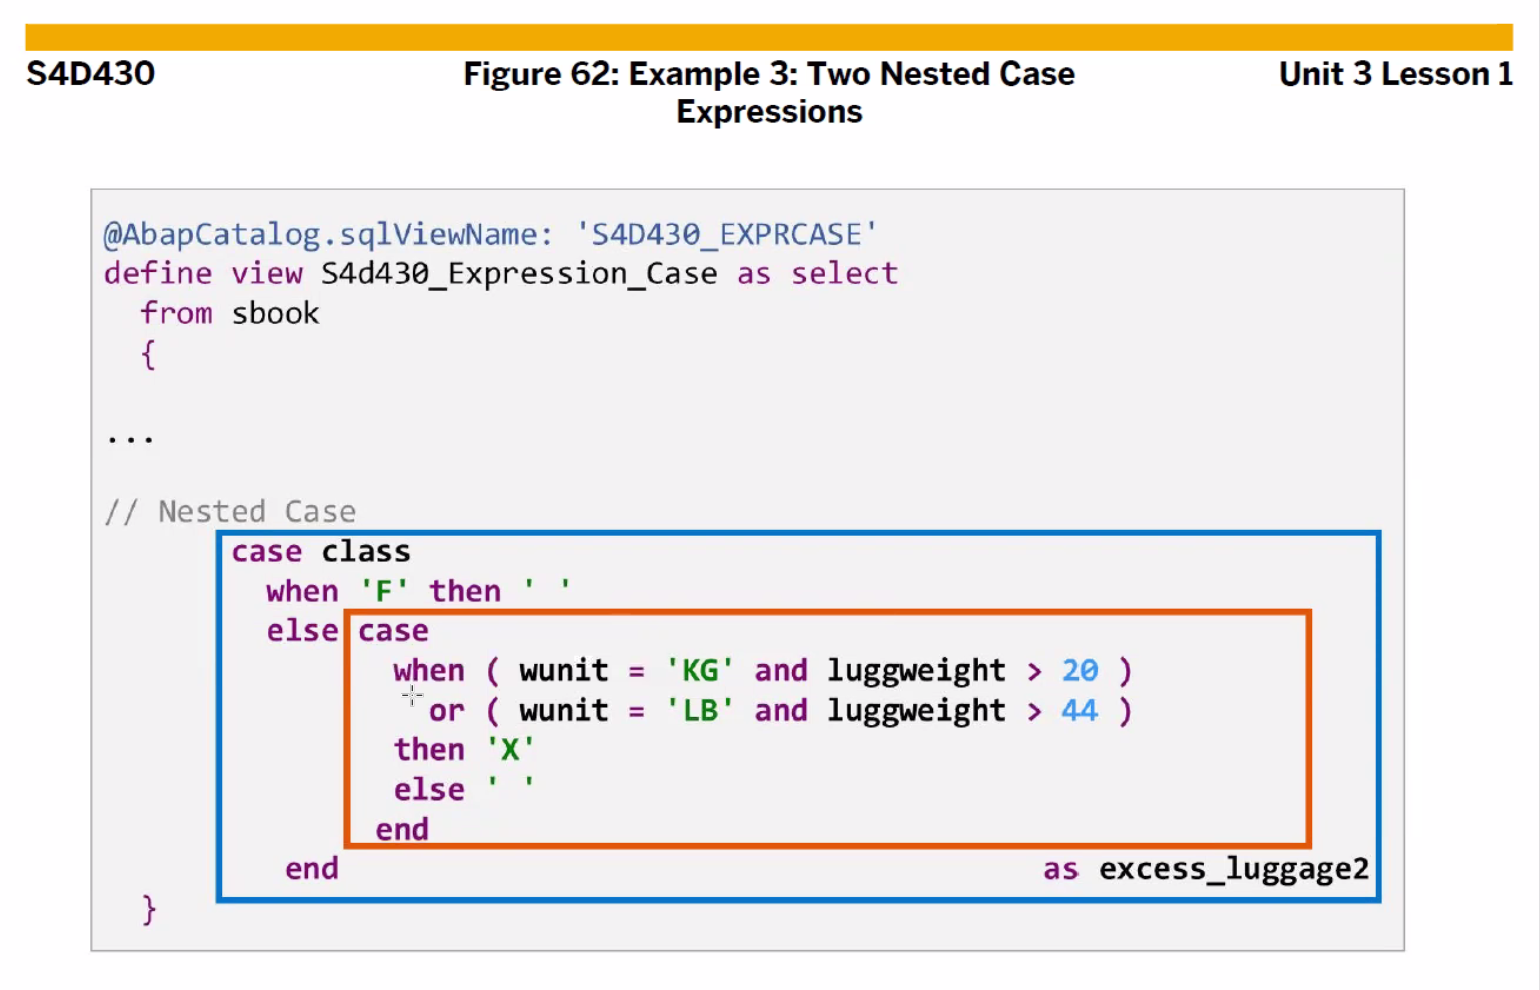 S4D430
Figure 62: Example 3: Two Nested Case
Expressions
Unit 3 Lesson 1
@AbapCatalog.sqlViewName: 'S4D430_EXPRCASE'
define view S4d430_Expression_Case as select
from sbook
{
...
// Nested Case
case class
when 'F' then ' '
else case
when ( wunit = 'KG' and luggweight > 20 )
or ( wunit = 'LB' and luggweight > 44 )
then 'X'
else ' '
end
end as excess_luggage2
}